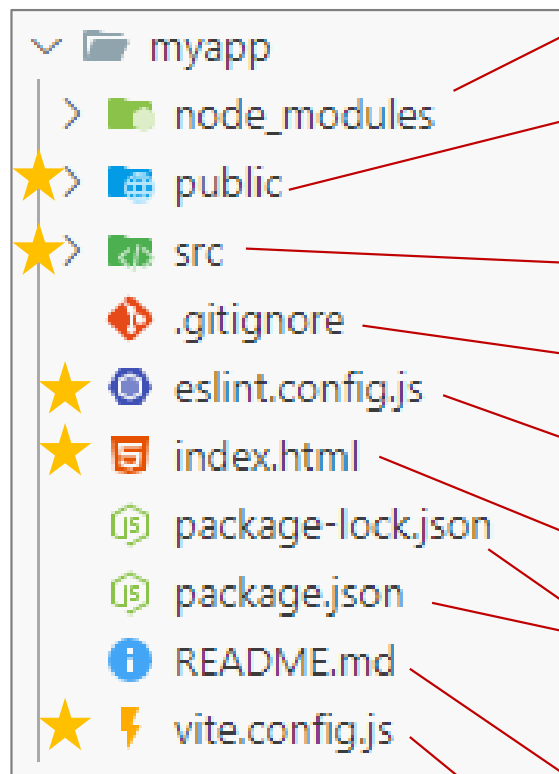 myapp
node_modules
public
src
.gitignore
eslint.config.js
index.html
package-lock.json
package.json
README.md
vite.config.js